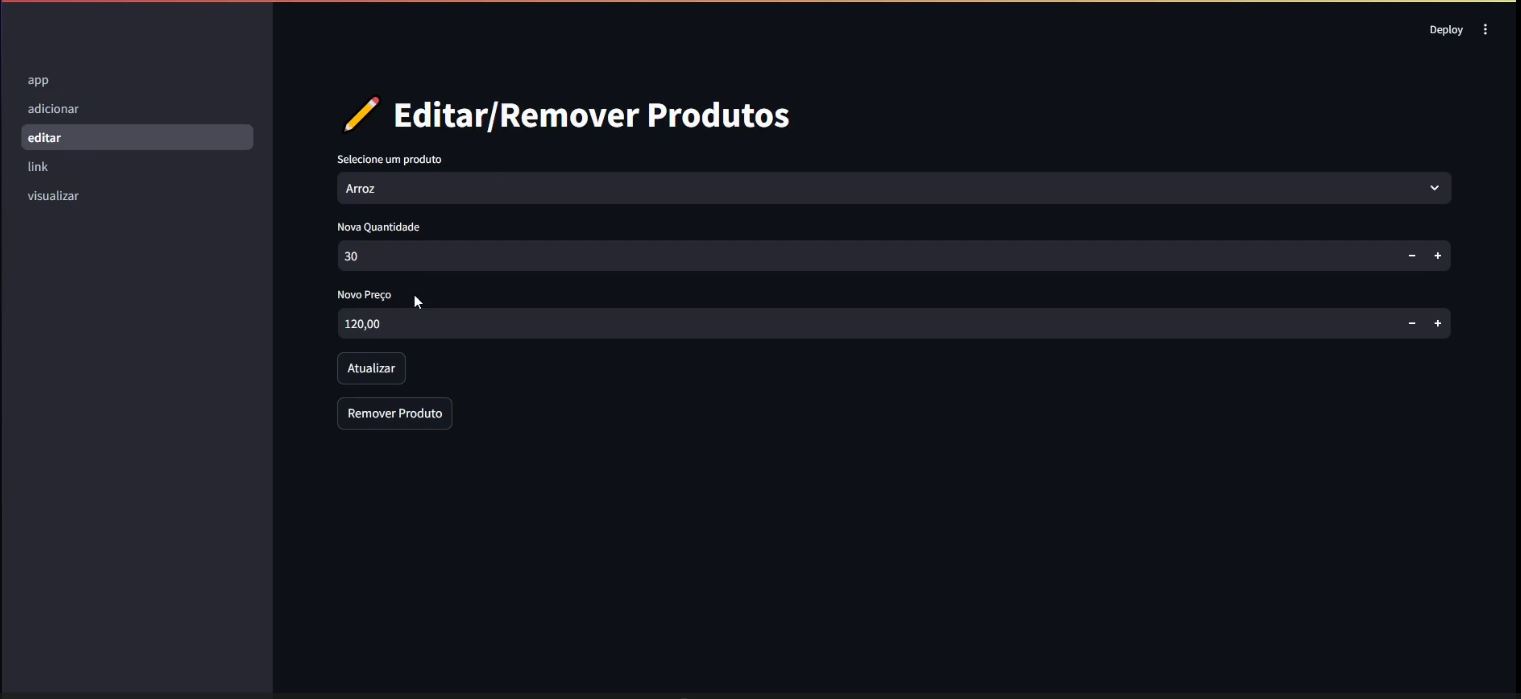 Deploy
app
adicionar
editar
link
visualizar
Editar/Remover Produtos
Selecione um produto
Arroz
Nova Quantidade
30
Novo Preço
120,00
Atualizar
Remover Produto